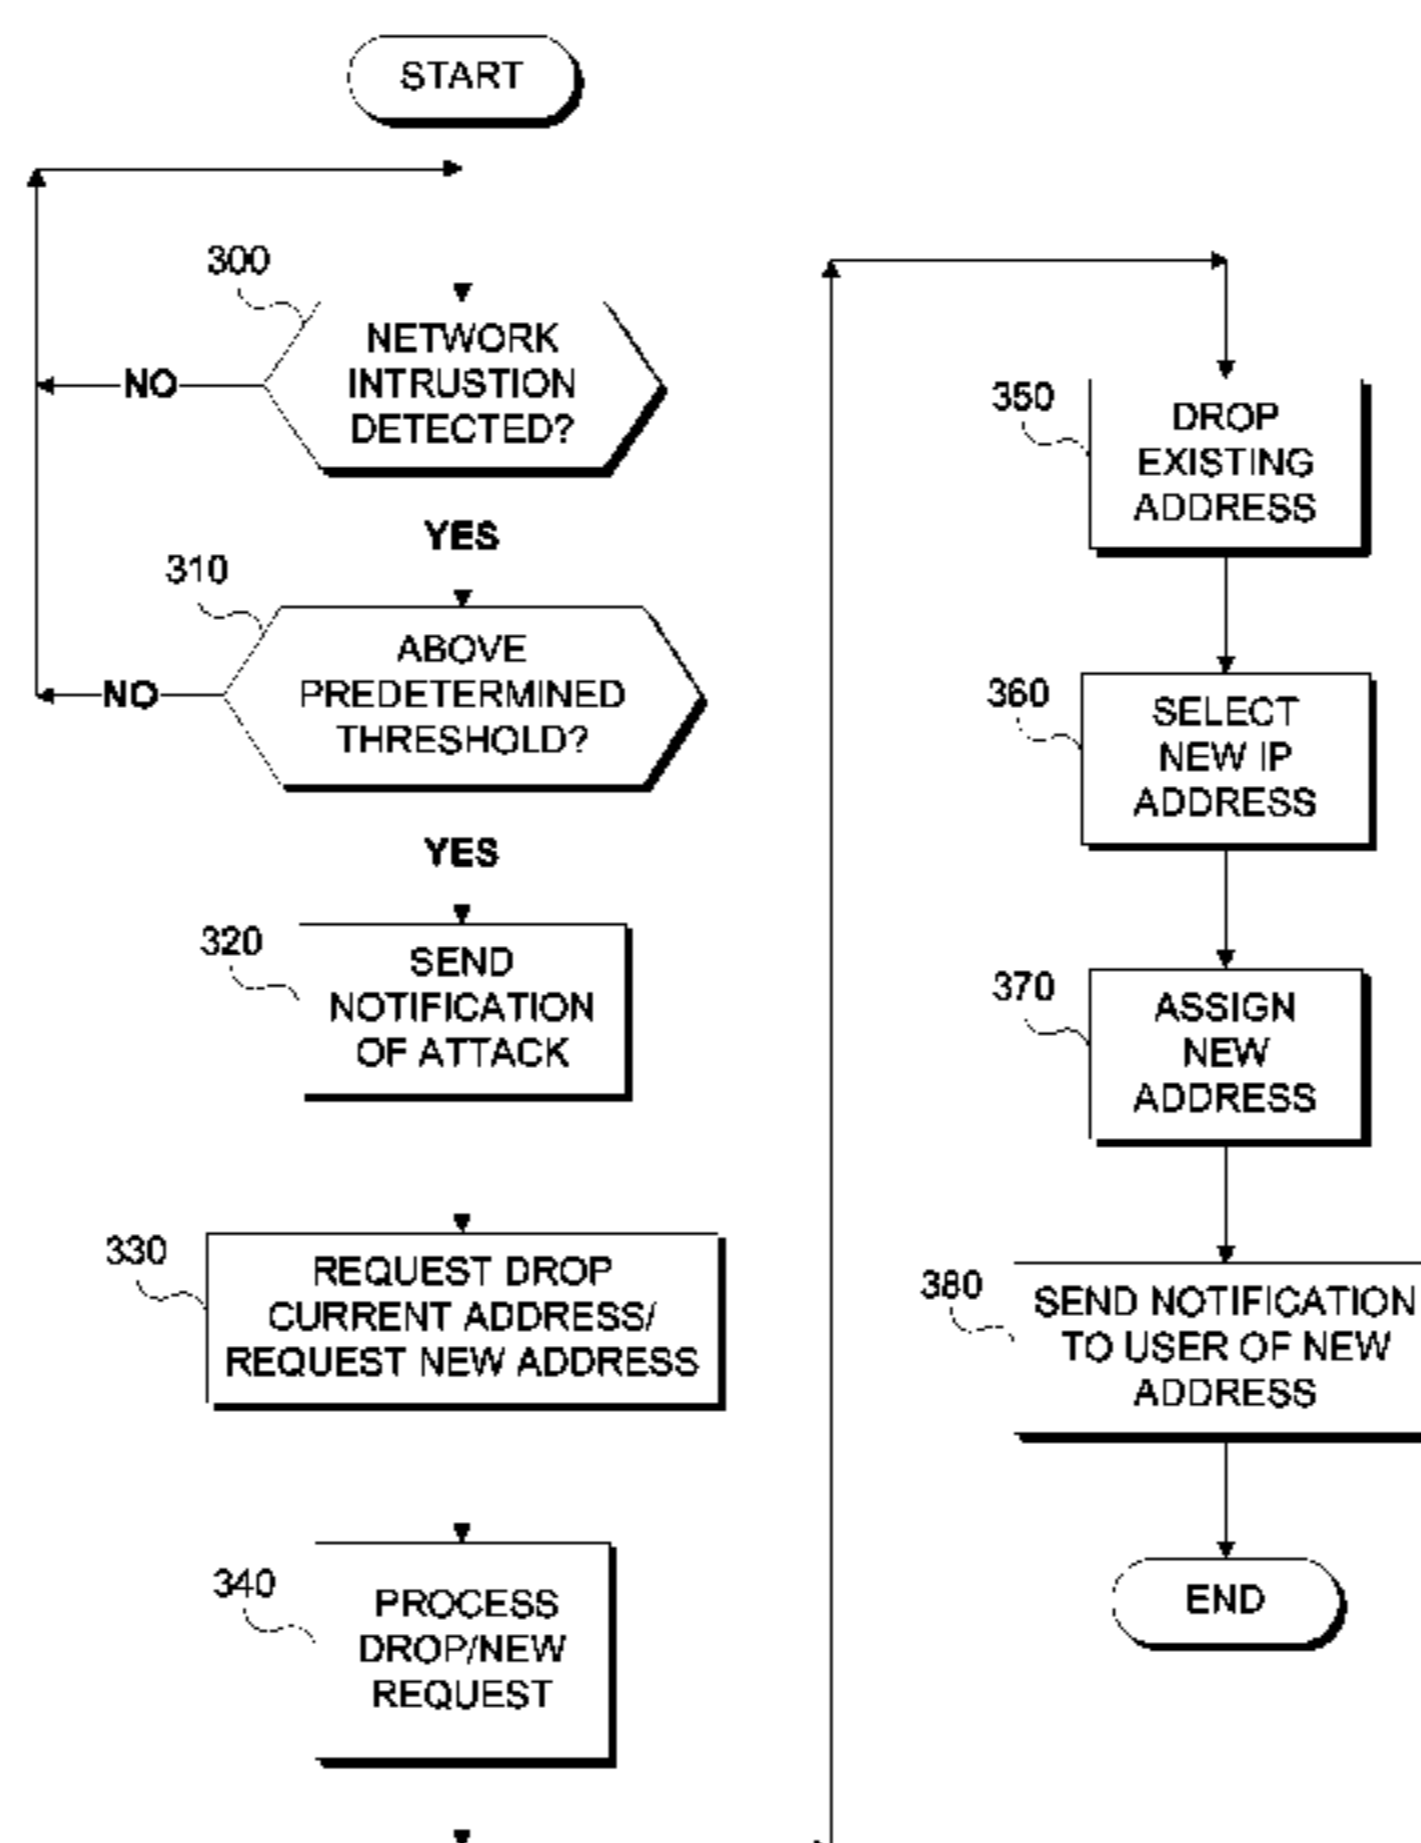 START
300
NETWORK
INTRUSTION
DETECTED?
NO
YES
310
ABOVE
PREDETERMINED
THRESHOLD?
NO
YES
320
SEND
NOTIFICATION
OF ATTACK
330
REQUEST DROP
CURRENT ADDRESS/
REQUEST NEW ADDRESS
340
PROCESS
DROP/NEW
REQUEST
350
DROP
EXISTING
ADDRESS
360
SELECT
NEW IP
ADDRESS
370
ASSIGN
NEW
ADDRESS
380
SEND NOTIFICATION
TO USER OF NEW
ADDRESS
END